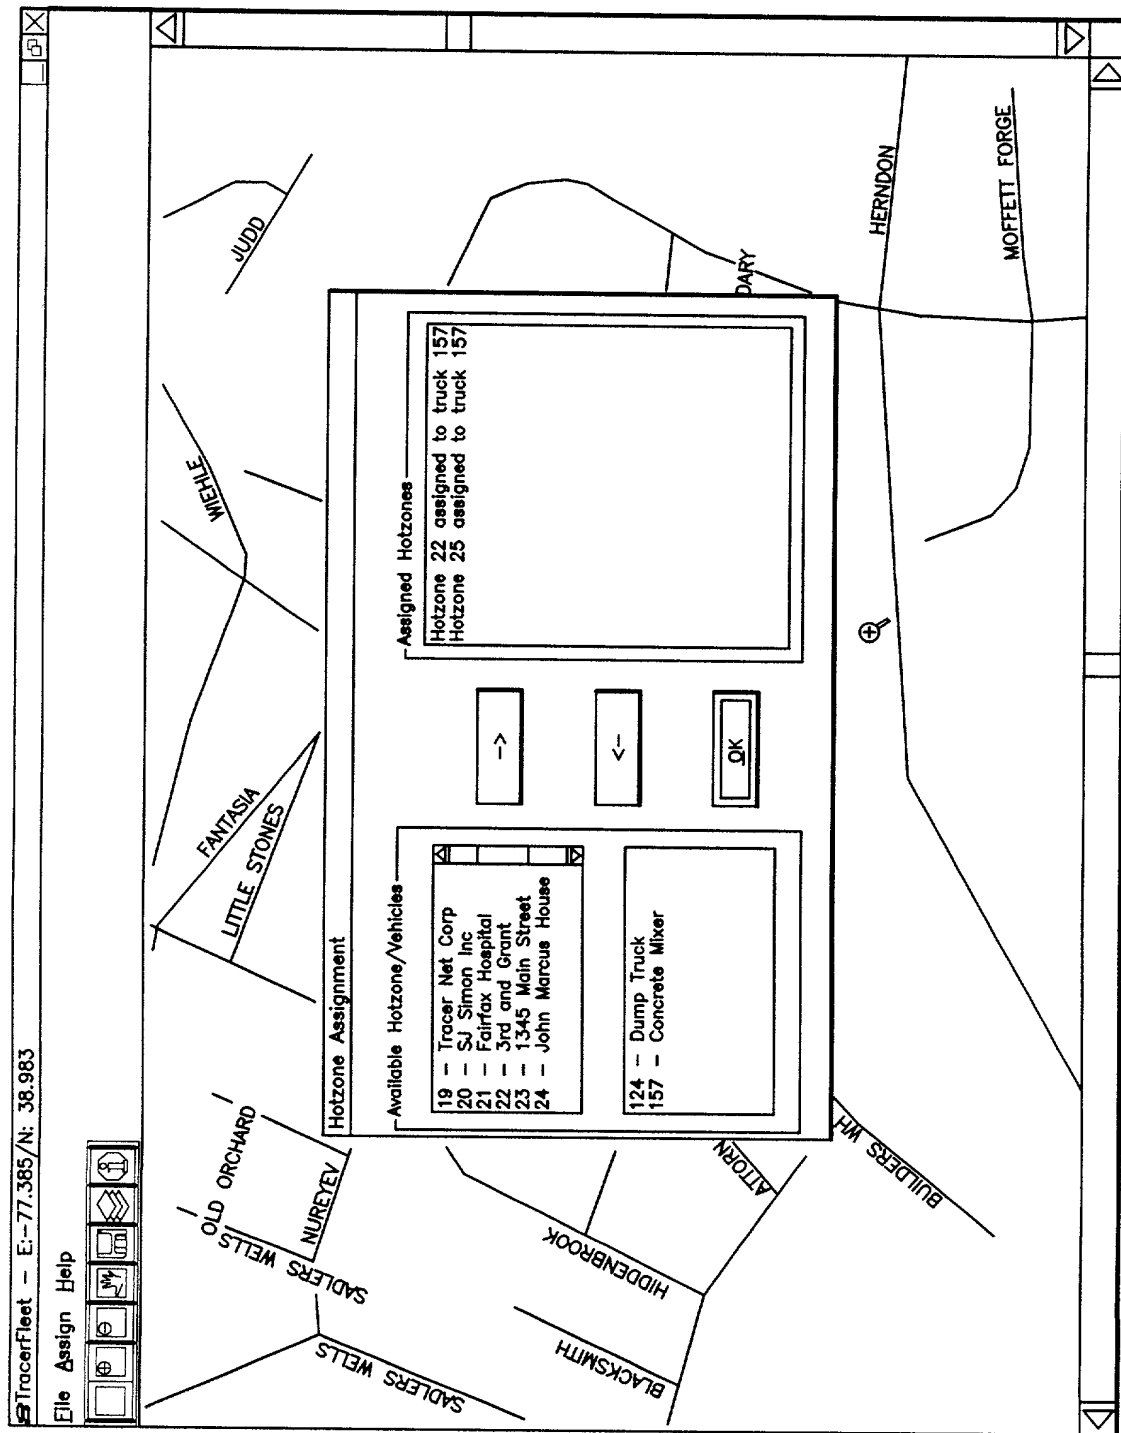 TracerFleet - E:-77.385/N: 38.983
File Assign Help
OLD ORCHARD
NUREYEV
SADLERS WELLS
SADLERS WELLS
FANTASIA
LITTLE STONES
WIEHLE
JUDD
Hotzone Assignment
Available Hotzone/Vehicles
19 - Tracer Net Corp
20 - SJ Simon Inc
21 - Fairfax Hospital
22 - 3rd and Grant
23 - 1345 Main Street
24 - John Marcus House
124 - Dump Truck
157 - Concrete Mixer
->
<-
OK
Assigned Hotzones
Hotzone 22 assigned to truck 157
Hotzone 25 assigned to truck 157
HIDDENBROOK
BLACKSMITH
ATTORN
BUILDERS WH
DARY
HERNDON
MOFFETT FORGE